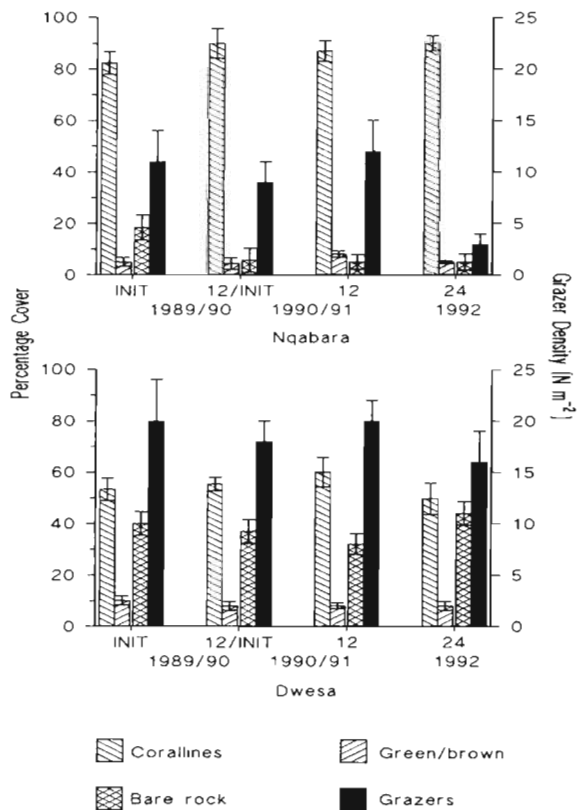 100
80
60
40
20
0
25
20
15
10
5
0
INIT 12/INIT 12 24
1989/90 1990/91 1992
Nqabara
Percentage Cover
Grazer Density (N m⁻²)
100
80
60
40
20
0
25
20
15
10
5
0
INIT 12/INIT 12 24
1989/90 1990/91 1992
Dwesa
Corallines Green/brown
Bare rock Grazers